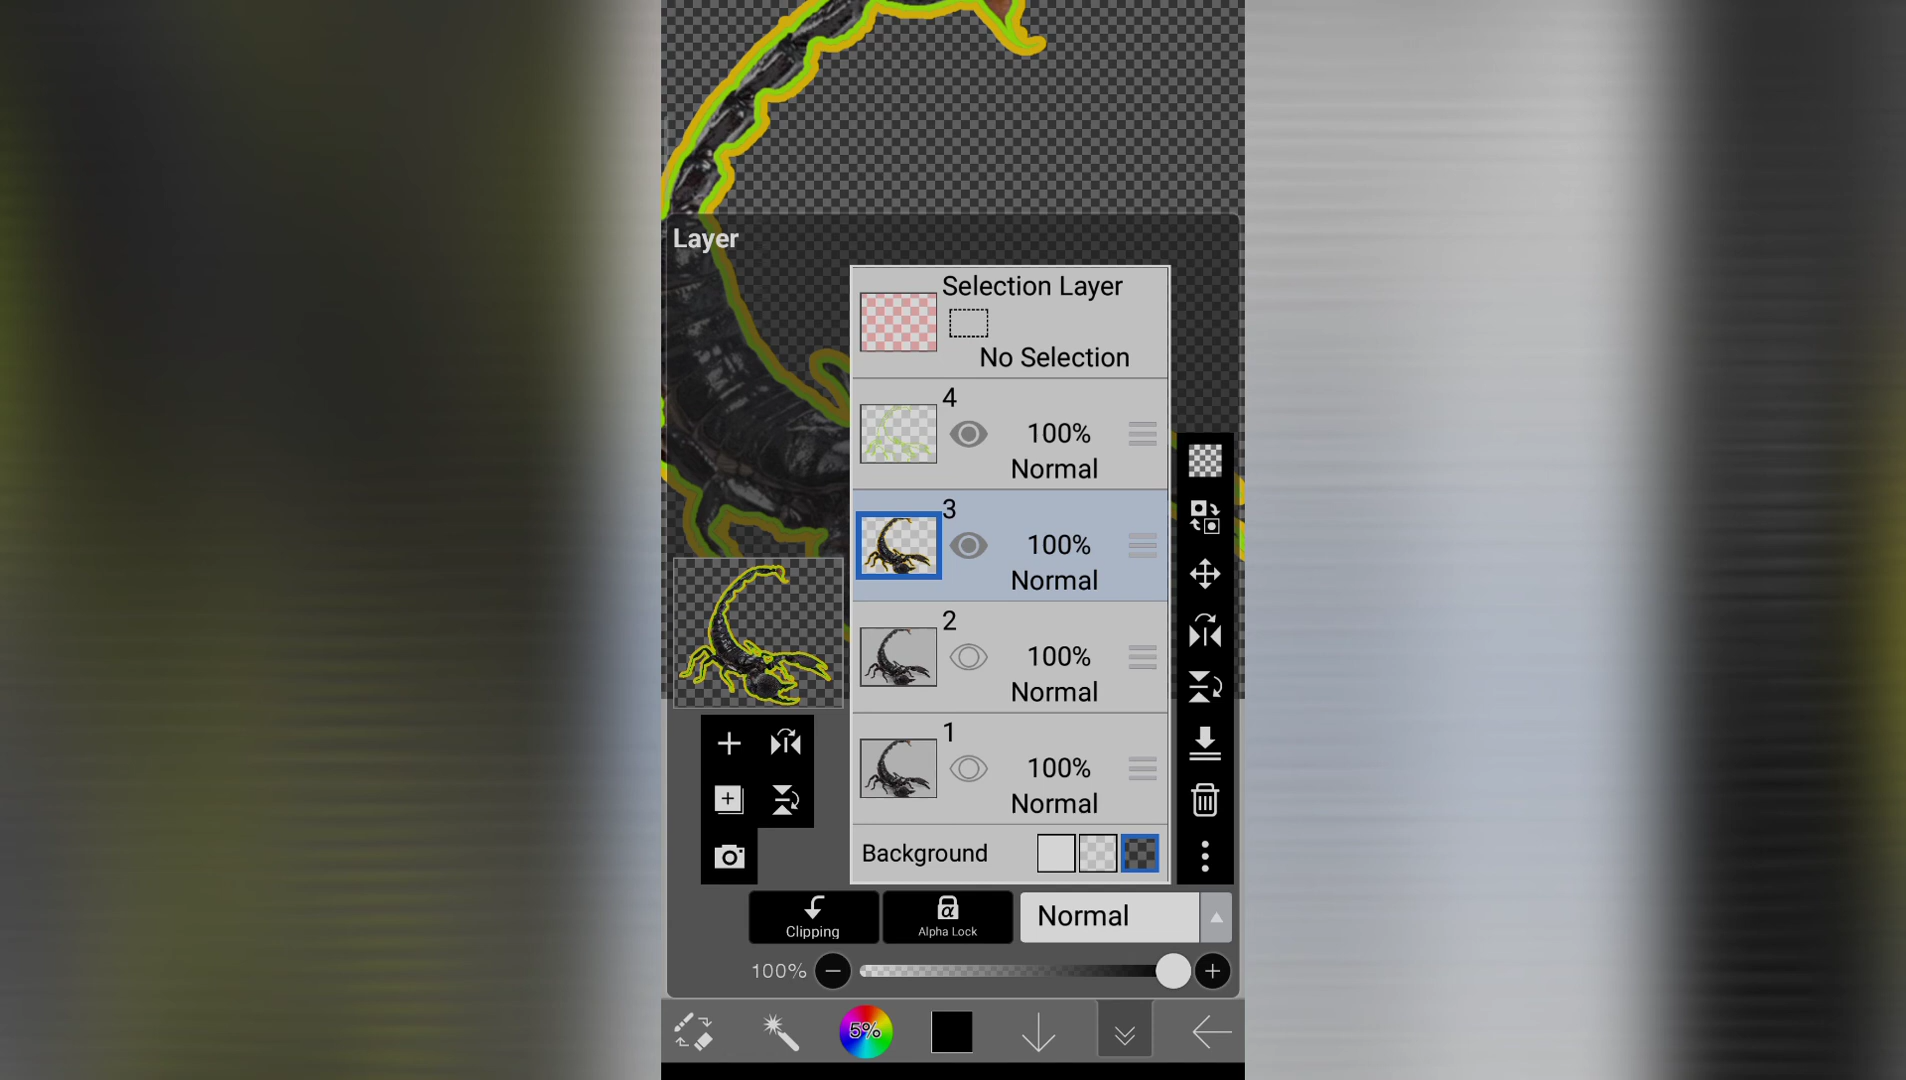 Layer
Selection Layer
No Selection
4
100%
Normal
3
100%
Normal
2
100%
Normal
1
100%
Normal
Background
Clipping
α
Alpha Lock
Normal
100%
5%